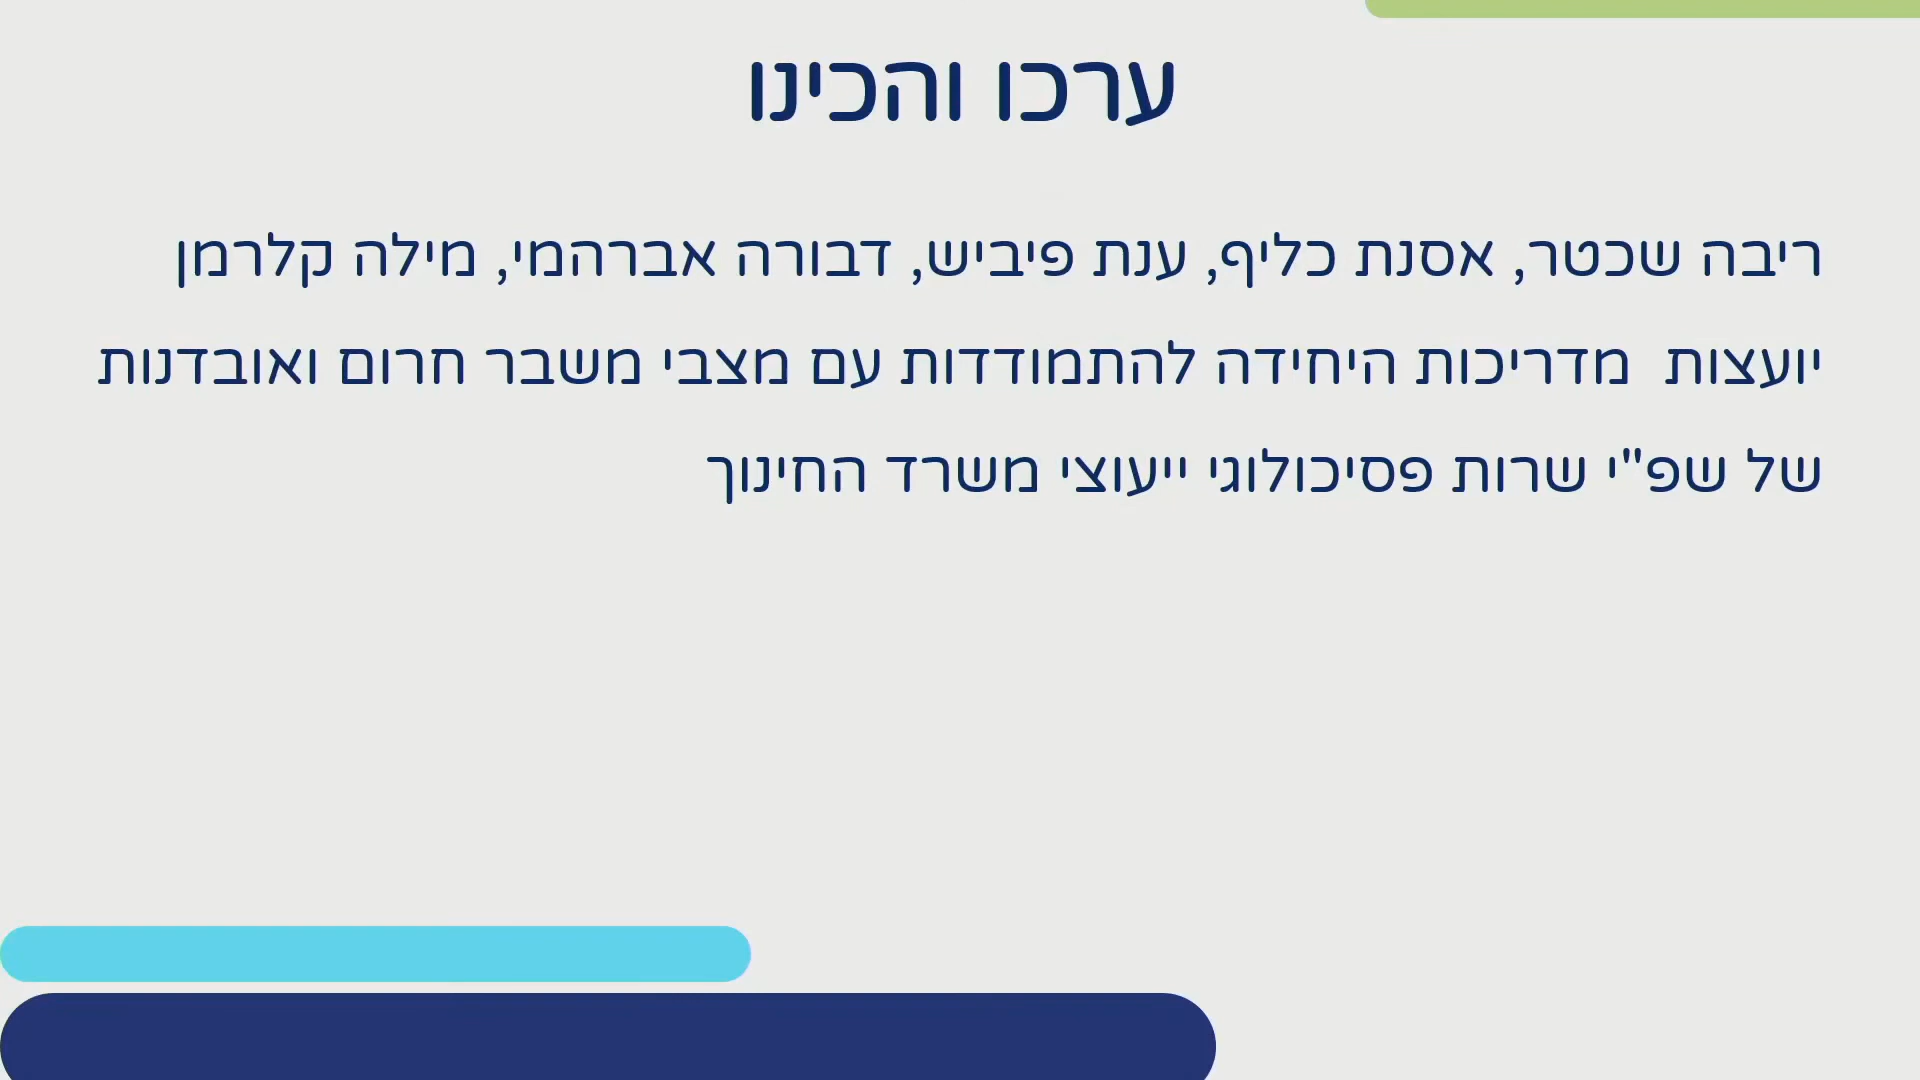 ערכו והכינו
ריבה שכטר, אסנת כליף, ענת פיביש, דבורה אברהמי, מילה קלרמן
יועצות  מדריכות היחידה להתמודדות עם מצבי משבר חרום ואובדנות
של שפ"י שרות פסיכולוגי ייעוצי משרד החינוך